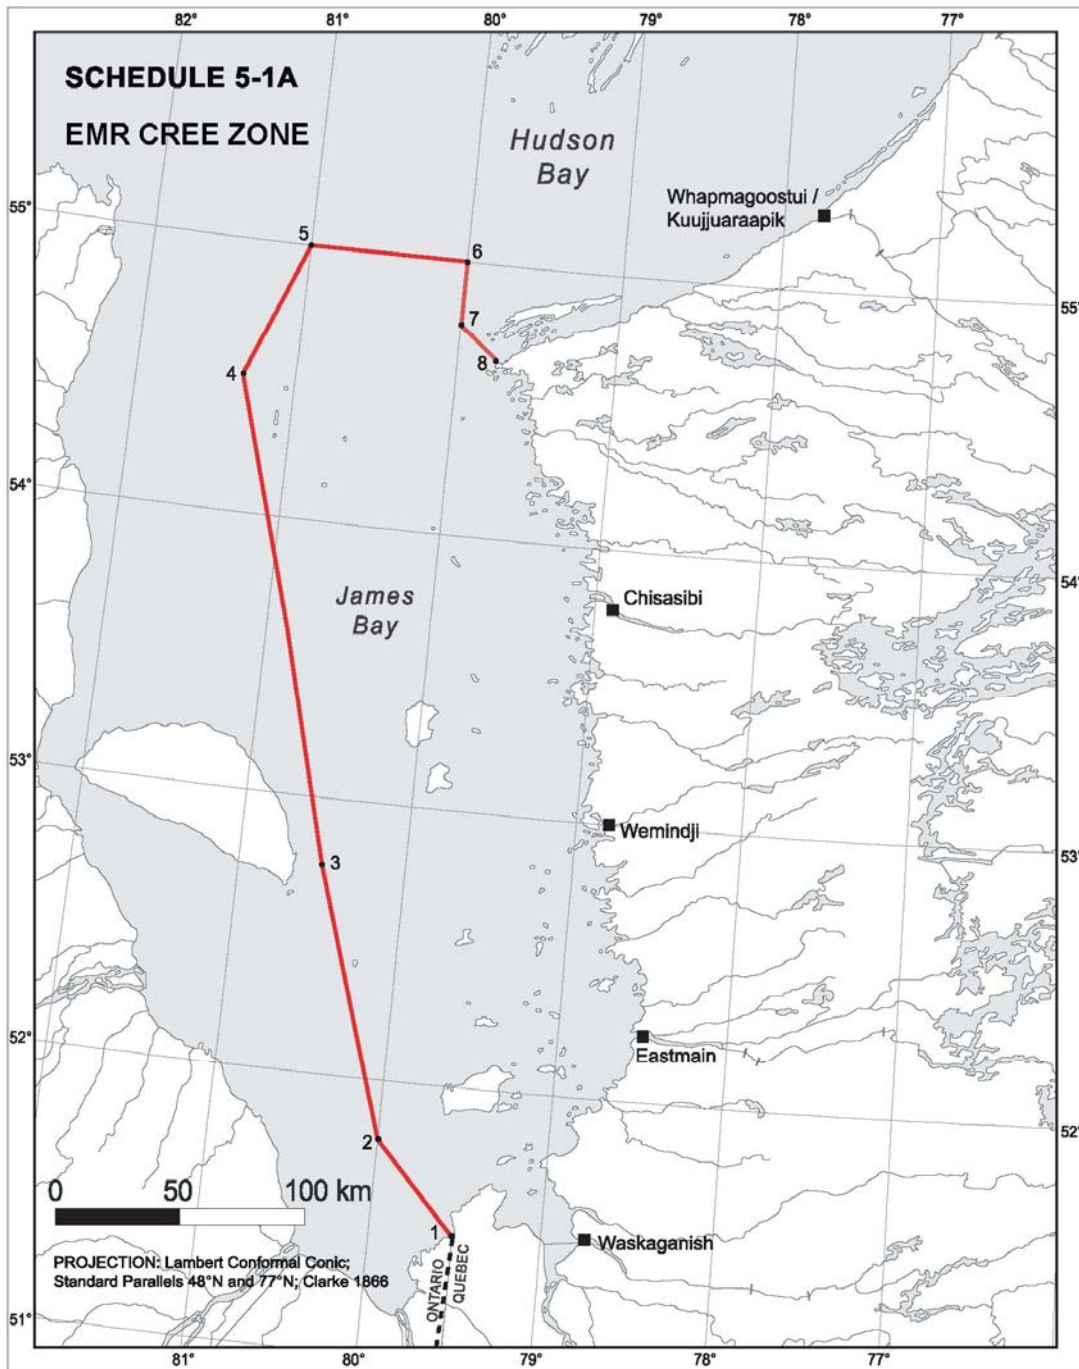 82° 81° 80° 79° 78° 77°
SCHEDULE 5-1A
EMR CREE ZONE
Hudson
Bay
Whapmagoostui /
Kuujjuaraapik
55°
5
6
55°
7
8
4
54°
54°
Chisasibi
James
Bay
53°
Wemindji
53°
3
52°
Eastmain
52°
2
0 50 100 km
1
Waskaganish
PROJECTION: Lambert Conformal Conic;
Standard Parallels 48°N and 77°N; Clarke 1866
ONTARIO
QUEBEC
51°
81° 80° 79° 78° 77°